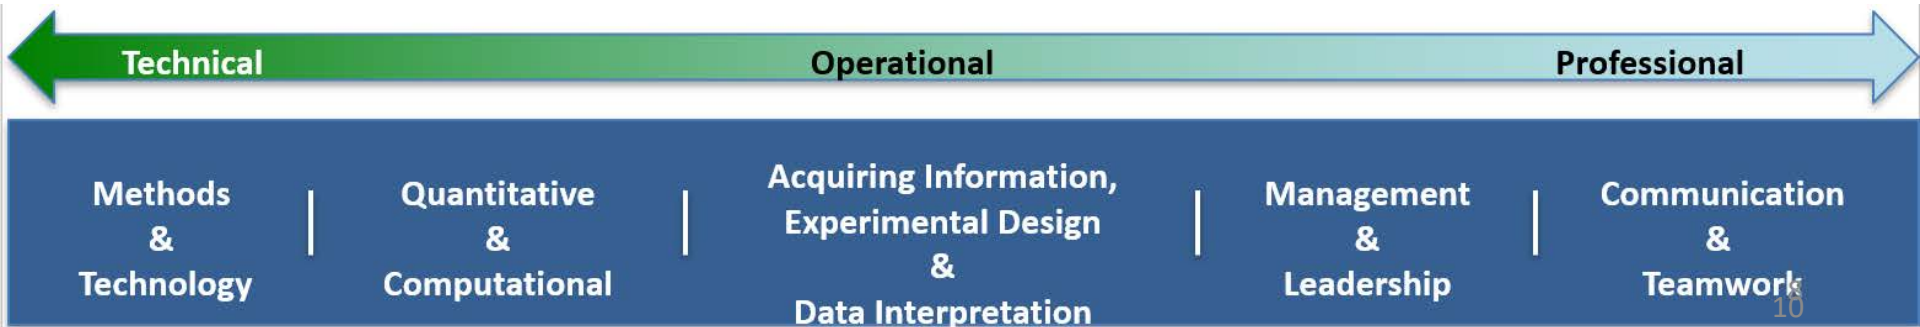 Technical Operational Professional
Methods
&
Technology
Quantitative
&
Computational
Acquiring Information,
Experimental Design
&
Data Interpretation
Management
&
Leadership
Communication
&
Teamwork
10